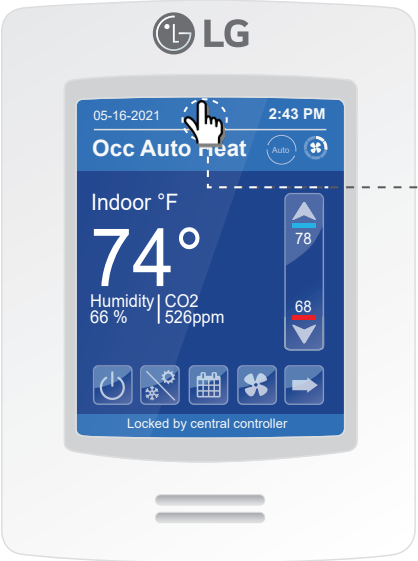 LG
05-16-2021 2:43 PM
Occ Auto Heat Auto
Indoor °F
74°
78
Humidity CO2
66 % 526ppm
68
Locked by central controller